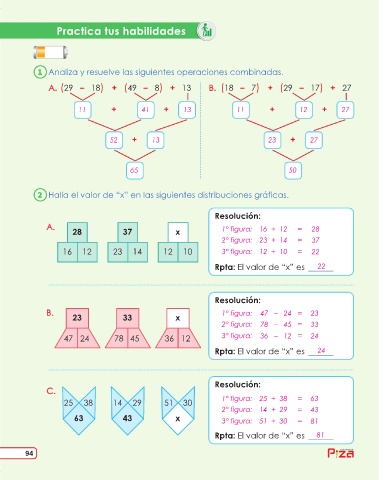 Practica tus habilidades
1 Analiza y resuelve las siguientes operaciones combinadas.
A. (29 - 18) + (49 - 8) + 13
B. (18 - 7) + (29 - 17) + 27
11 + 41 + 13
11 + 12 + 27
52 + 13
23 + 27
65
50
2 Halla el valor de “x” en las siguientes distribuciones gráficas.
A.
28 37 x
16 12 23 14 12 10
Resolución:
1° figura: 16 + 12 = 28
2° figura: 23 + 14 = 37
3° figura: 12 + 10 = 22
Rpta: El valor de “x” es 22
B.
23 33 x
47 24 78 45 36 12
Resolución:
1° figura: 47 - 24 = 23
2° figura: 78 - 45 = 33
3° figura: 36 - 12 = 24
Rpta: El valor de “x” es 24
C.
25 38 14 29 51 30
63 43 x
Resolución:
1° figura: 25 + 38 = 63
2° figura: 14 + 29 = 43
3° figura: 51 + 30 = 81
Rpta: El valor de “x” es 81
94